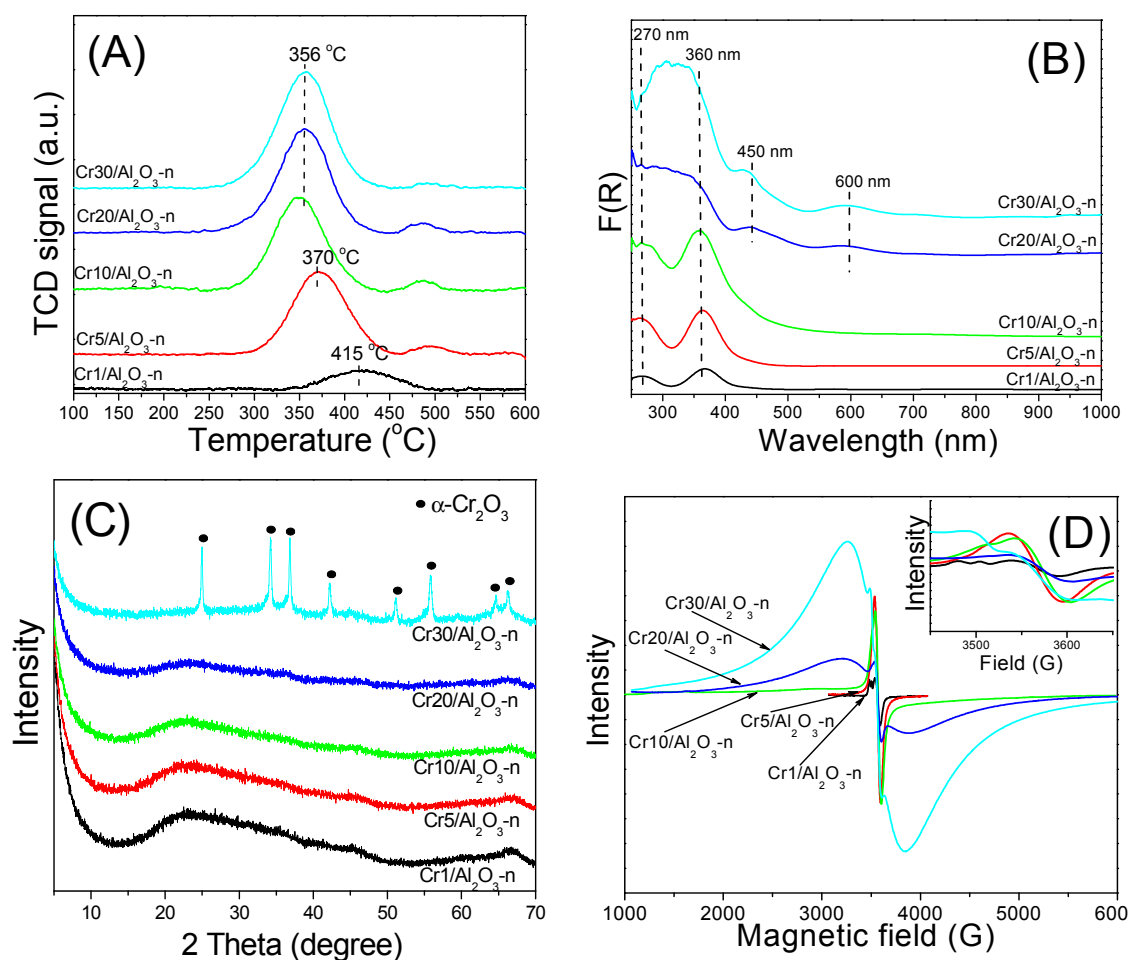 (A)
356 °C
Cr30/Al₂O₃-n
Cr20/Al₂O₃-n
370 °C
Cr10/Al₂O₃-n
Cr5/Al₂O₃-n
415 °C
Cr1/Al₂O₃-n
TCD signal (a.u.)
100 150 200 250 300 350 400 450 500 550 600
Temperature (°C)
(B)
270 nm
360 nm
450 nm
600 nm
Cr30/Al₂O₃-n
Cr20/Al₂O₃-n
Cr10/Al₂O₃-n
Cr5/Al₂O₃-n
Cr1/Al₂O₃-n
F(R)
300 400 500 600 700 800 900 1000
Wavelength (nm)
(C)
α-Cr₂O₃
Cr30/Al₂O₃-n
Cr20/Al₂O₃-n
Cr10/Al₂O₃-n
Cr5/Al₂O₃-n
Cr1/Al₂O₃-n
Intensity
10 20 30 40 50 60 70
2 Theta (degree)
(D)
Intensity
3500 3600
Field (G)
Cr30/Al₂O₃-n
Cr20/Al₂O₃-n
Cr5/Al₂O₃-n
Cr10/Al₂O₃-n
Cr1/Al₂O₃-n
Intensity
1000 2000 3000 4000 5000 600
Magnetic field (G)